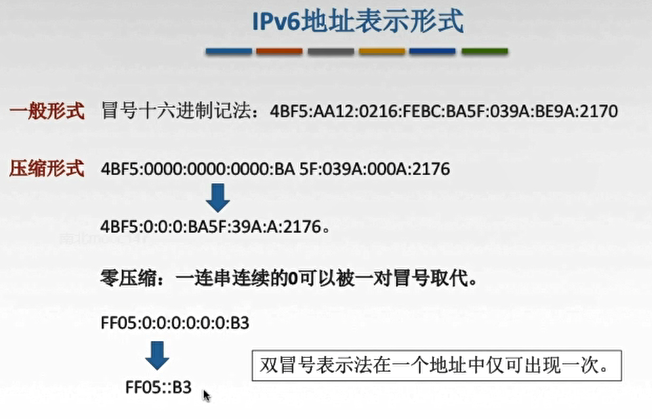 IPv6地址表示形式
一般形式 冒号十六进制记法：4BF5:AA12:0216:FEBC:BA5F:039A:BE9A:2170
压缩形式 4BF5:0000:0000:0000:BA 5F:039A:000A:2176
4BF5:0:0:0:BA5F:39A:A:2176。
零压缩：一连串连续的0可以被一对冒号取代。
FF05:0:0:0:0:0:0:B3
双冒号表示法在一个地址中仅可出现一次。
FF05::B3